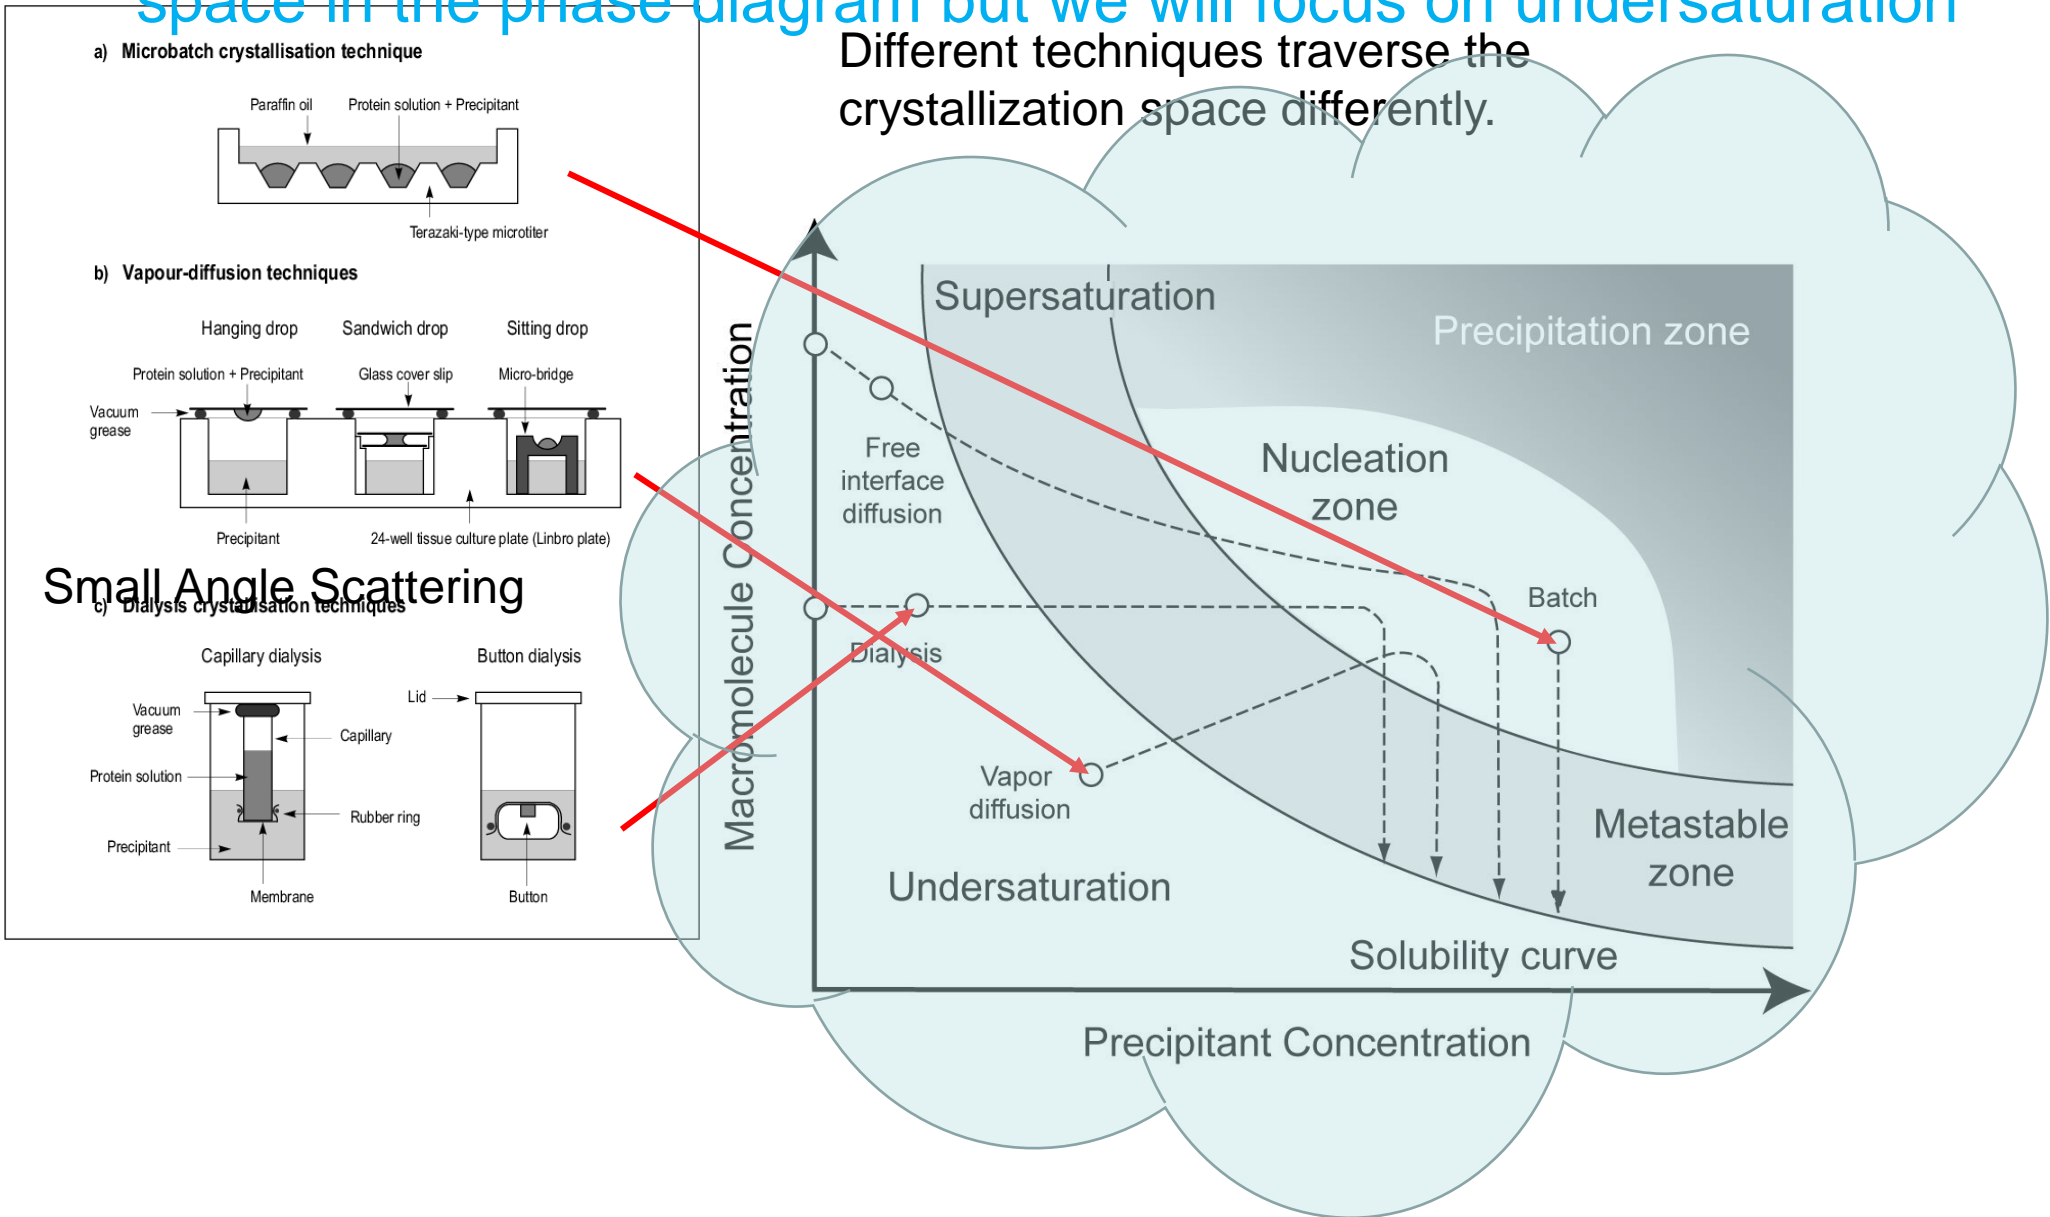 space in the phase diagram but we will focus on undersaturation
a) Microbatch crystallisation technique
Paraffin oil
Protein solution + Precipitant
Terazaki-type microtiter
b) Vapour-diffusion techniques
Hanging drop
Sandwich drop
Sitting drop
Protein solution + Precipitant
Glass cover slip
Micro-bridge
Vacuum
grease
Precipitant
24-well tissue culture plate (Linbro plate)
Small Angle Scattering
c) Dialysis crystallisation techniques
Capillary dialysis
Button dialysis
Vacuum
grease
Lid
Capillary
Protein solution
Rubber ring
Precipitant
Membrane
Button
Different techniques traverse the
crystallization space differently.
Macromolecule Concentration
Supersaturation
Precipitation zone
Free
interface
diffusion
Nucleation
zone
Batch
Dialysis
Vapor
diffusion
Metastable
zone
Undersaturation
Solubility curve
Precipitant Concentration